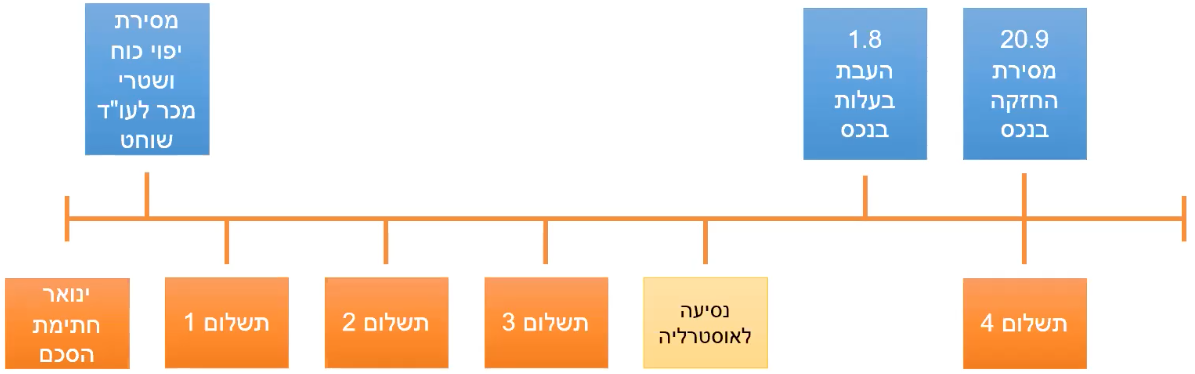 מסירת
יפוי כוח
ושטרי
מכר לעו"ד
שוחט
1.8
העבת
בעלות
בנכס
20.9
מסירת
החזקה
בנכס
ינואר
חתימת
הסכם
תשלום 1
תשלום 2
תשלום 3
נסיעה
לאוסטרליה
תשלום 4